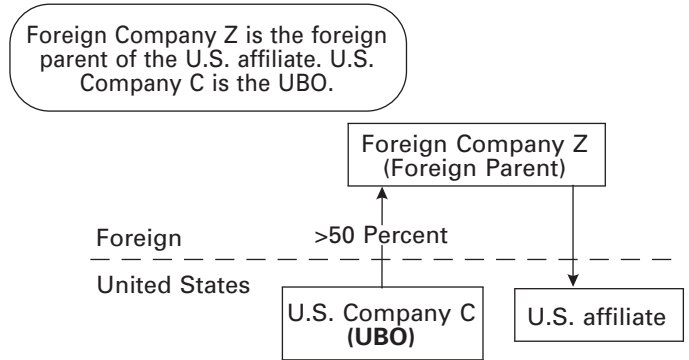 Foreign Company Z is the foreign
parent of the U.S. affiliate. U.S.
Company C is the UBO.
Foreign Company Z
(Foreign Parent)
Foreign
>50 Percent
United States
U.S. Company C
(UBO)
U.S. affiliate